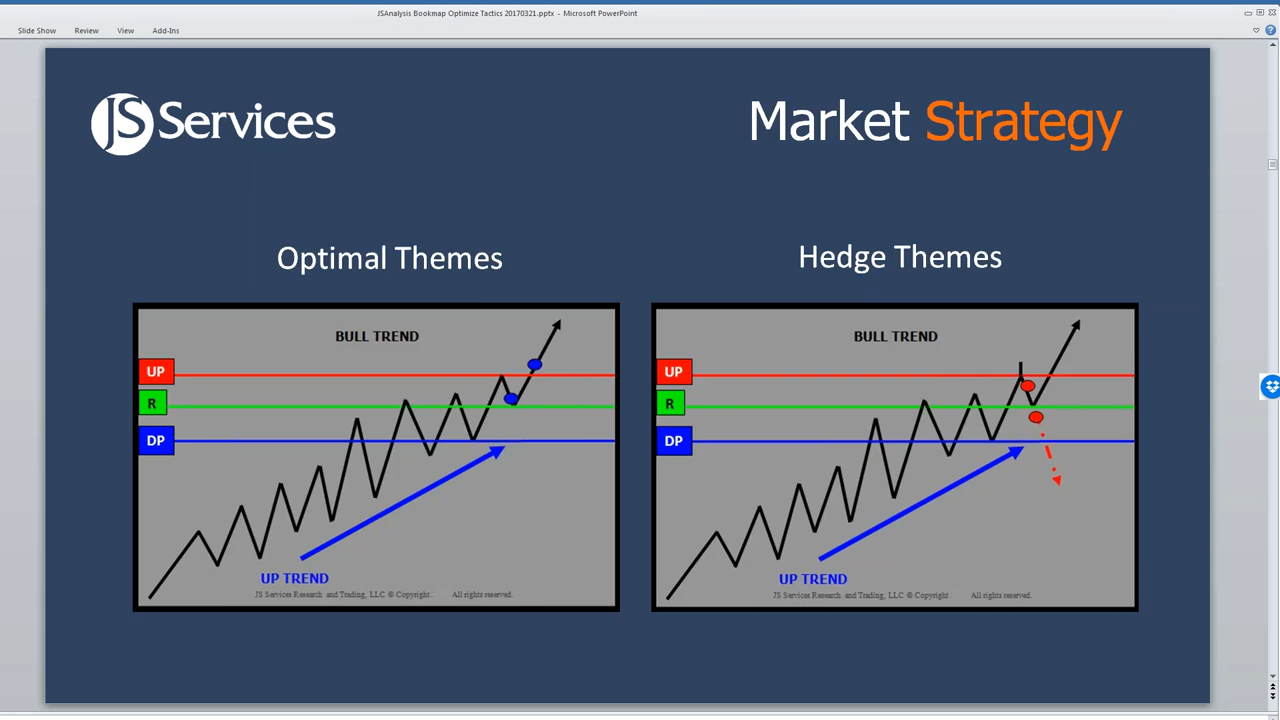 JSAnalysis Bookmap Optimize Tactics 20170321.pptx - Microsoft PowerPoint
Slide Show Review View Add-Ins
JS Services
Market Strategy
Optimal Themes
Hedge Themes
BULL TREND
UP
R
DP
UP TREND
JS Services Research and Trading, LLC © Copyright All rights reserved.
BULL TREND
UP
R
DP
UP TREND
JS Services Research and Trading, LLC © Copyright All rights reserved.